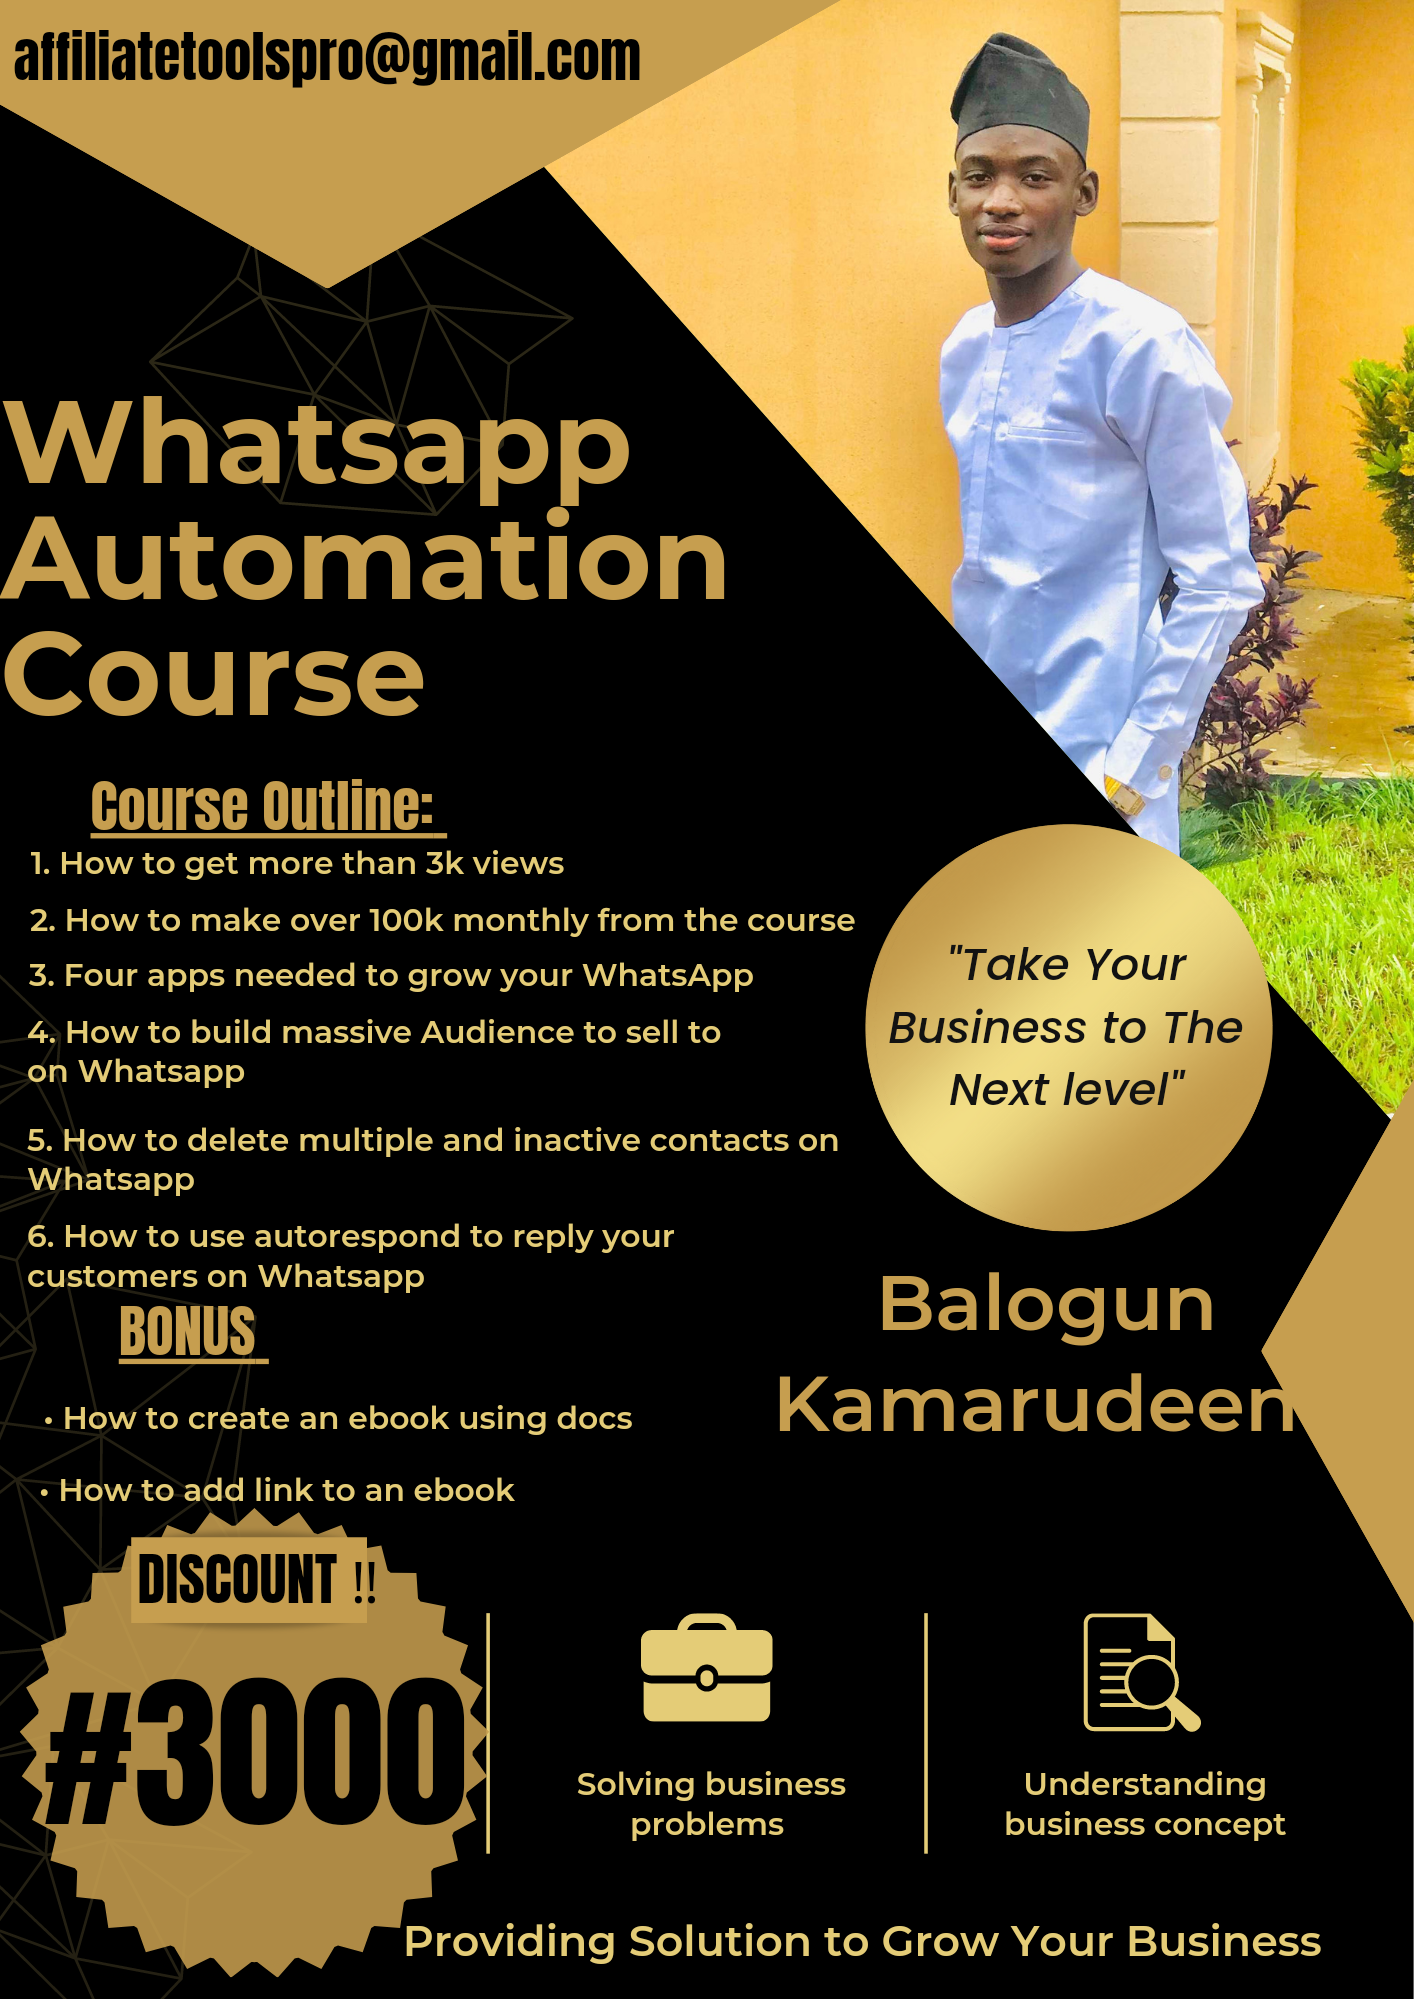 affiliatetoolspro@gmail.com
Whatsapp
Automation
Course
Course Outline:
1. How to get more than 3k views
2. How to make over 100k monthly from the course
3. Four apps needed to grow your WhatsApp
4. How to build massive Audience to sell to
on Whatsapp
5. How to delete multiple and inactive contacts on
Whatsapp
6. How to use autorespond to reply your
customers on Whatsapp
BONUS
• How to create an ebook using docs
• How to add link to an ebook
"Take Your
Business to The
Next level"
Balogun
Kamarudeen
DISCOUNT !!
#3000
Solving business
problems
Understanding
business concept
Providing Solution to Grow Your Business